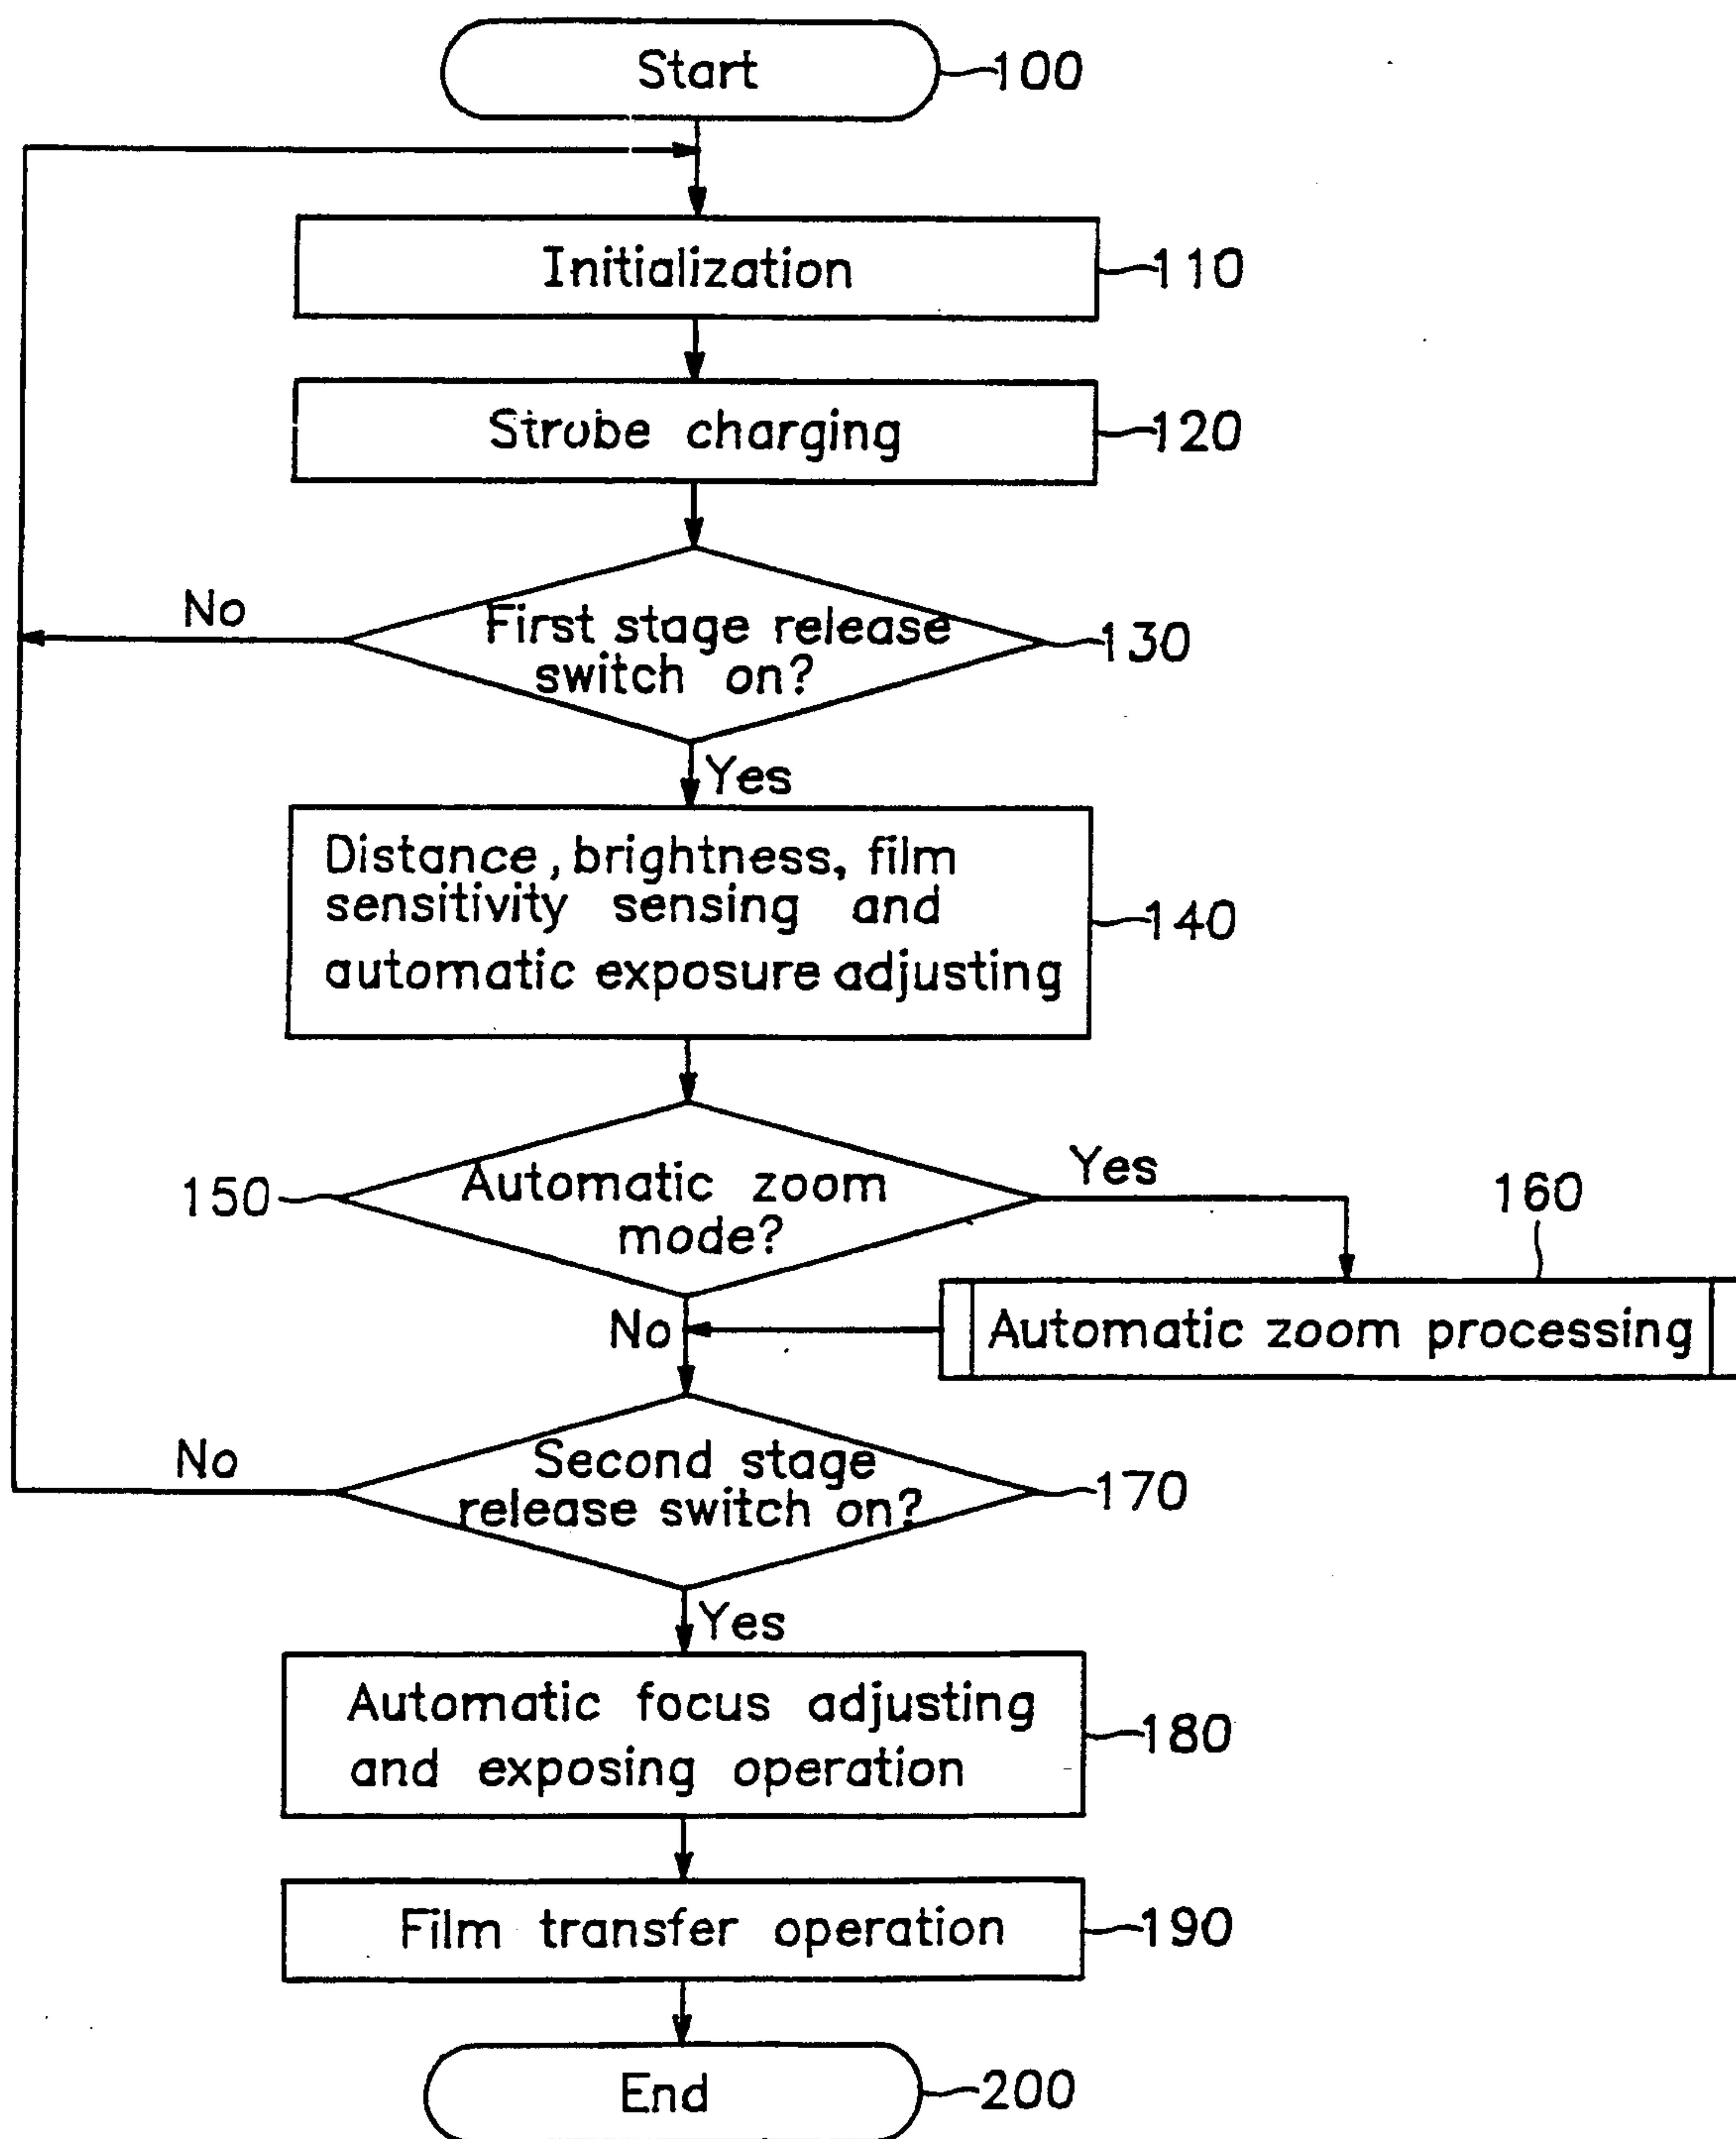 Start
100
Initialization
110
Strobe charging
120
No
First stage release
switch on?
130
Yes
Distance, brightness, film
sensitivity sensing and
automatic exposure adjusting
140
150
Automatic zoom
mode?
Yes
160
No
Automatic zoom processing
No
Second stage
release switch on?
170
Yes
Automatic focus adjusting
and exposing operation
180
Film transfer operation
190
End
200